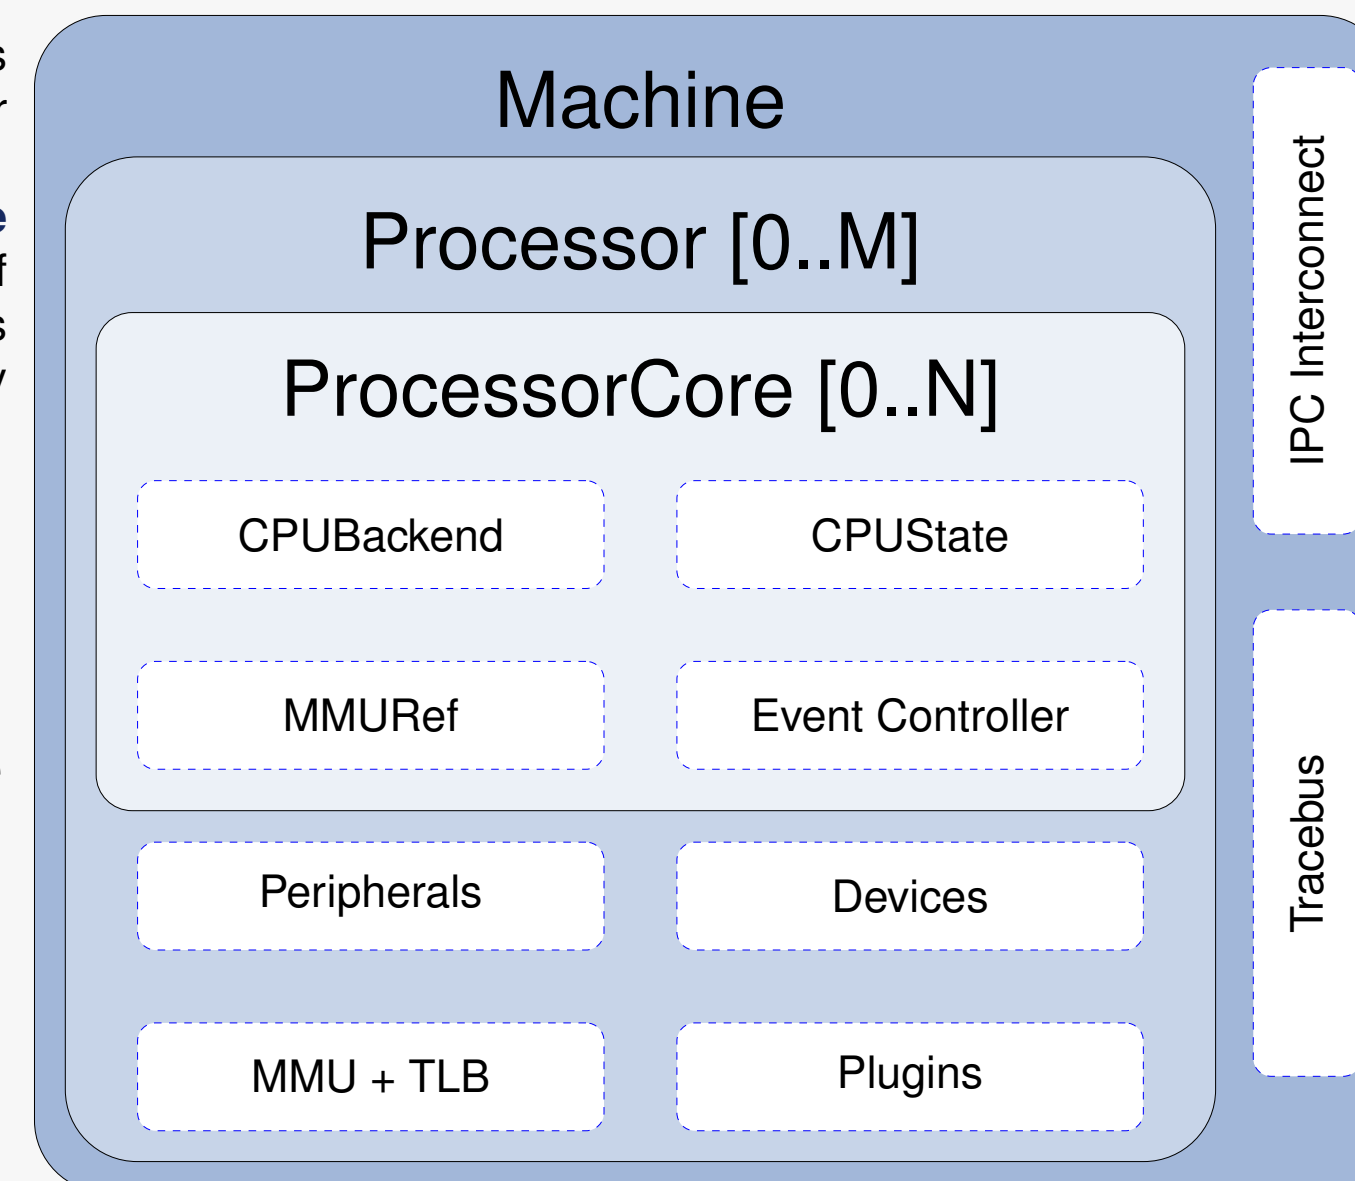 Machine
Processor [0..M]
ProcessorCore [0..N]
CPUBackend
CPUState
MMURef
Event Controller
Peripherals
Devices
MMU + TLB
Plugins
IPC Interconnect
Tracebus